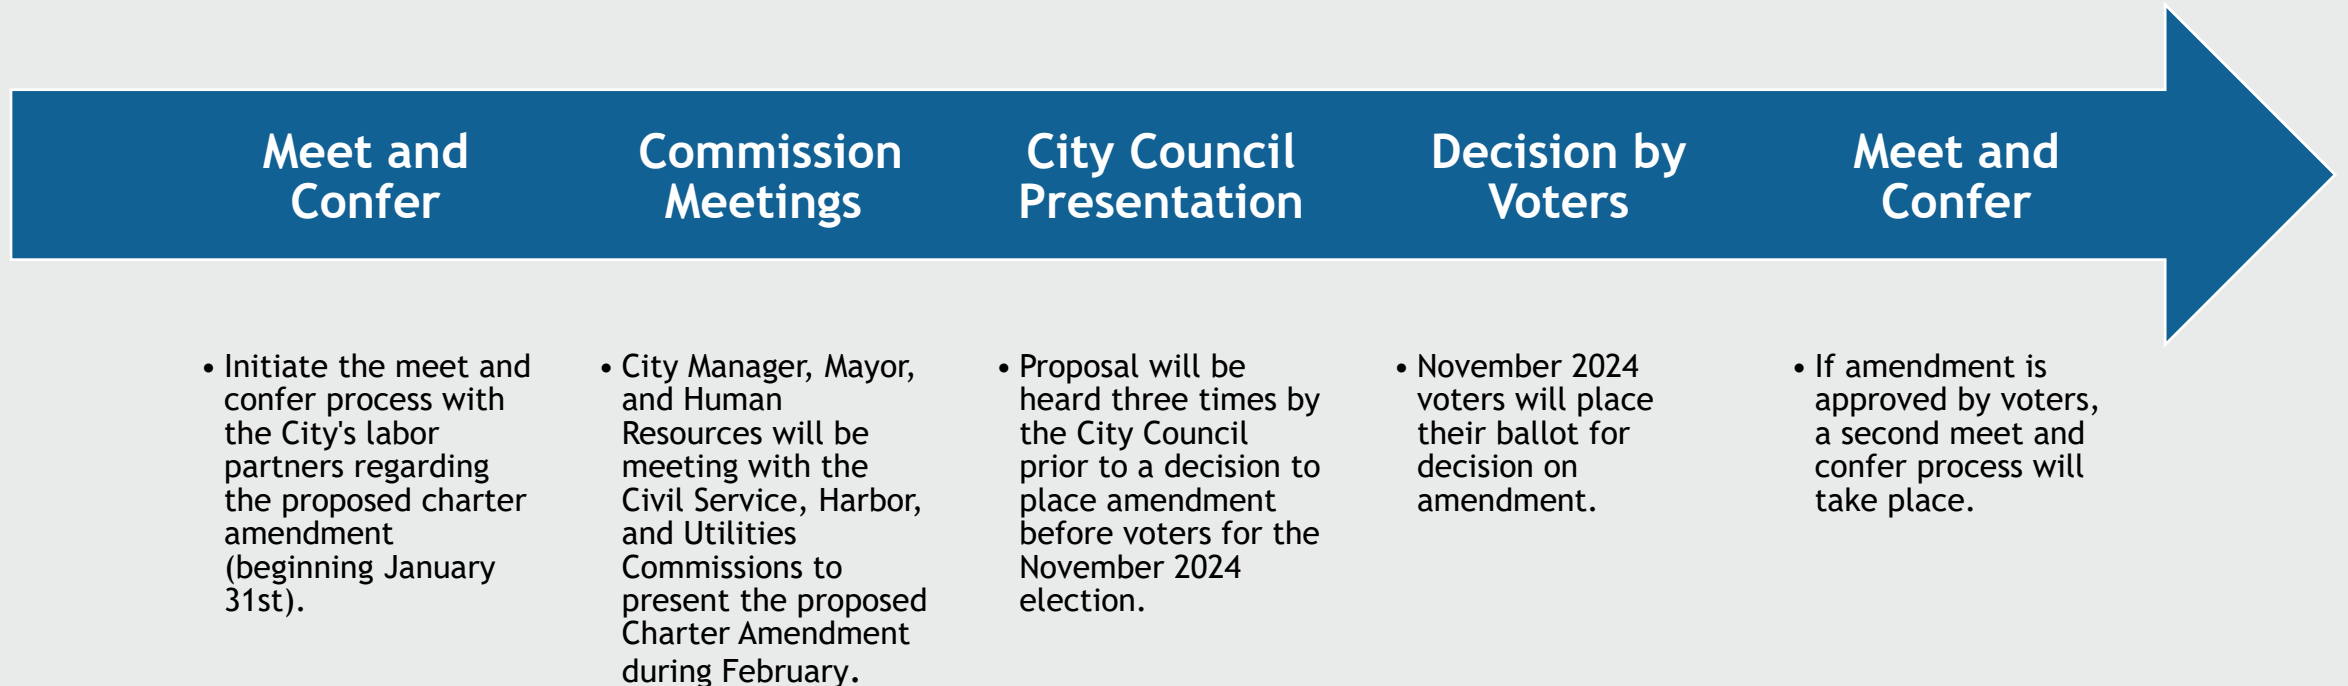 Meet and
Confer
Commission
Meetings
City Council
Presentation
Decision by
Voters
Meet and
Confer
• Initiate the meet and
confer process with
the City's labor
partners regarding
the proposed charter
amendment
(beginning January
31st).
• City Manager, Mayor,
and Human
Resources will be
meeting with the
Civil Service, Harbor,
and Utilities
Commissions to
present the proposed
Charter Amendment
during February.
• Proposal will be
heard three times by
the City Council
prior to a decision to
place amendment
before voters for the
November 2024
election.
• November 2024
voters will place
their ballot for
decision on
amendment.
• If amendment is
approved by voters,
a second meet and
confer process will
take place.